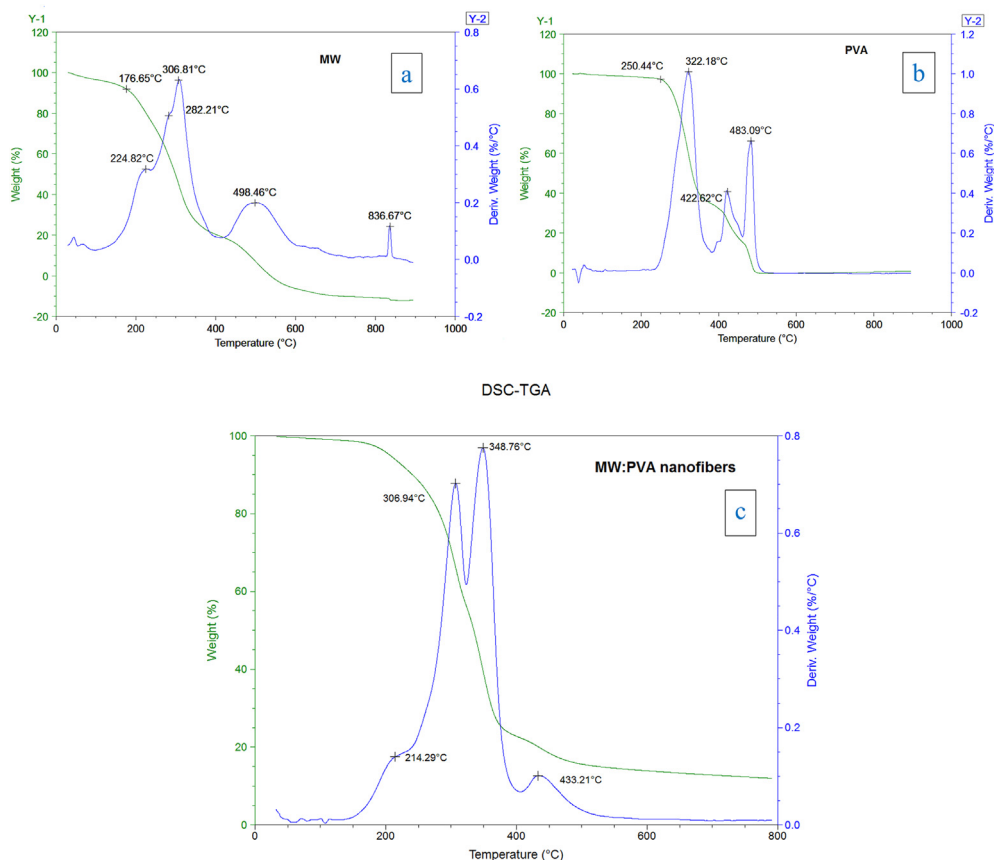 Y-1
Y-2
MW
a
120
100
80
60
40
20
0
-20
Weight (%)
176.65°C
306.81°C
282.21°C
224.82°C
498.46°C
836.67°C
0.8
0.6
0.4
0.2
0.0
-0.2
Deriv. Weight (%/°C)
0
200
400
600
800
1000
Temperature (°C)
Y-1
Y-2
PVA
b
120
100
80
60
40
20
0
-20
Weight (%)
250.44°C
322.18°C
483.09°C
422.62°C
1.2
1.0
0.8
0.6
0.4
0.2
0.0
-0.2
Deriv. Weight (%/°C)
0
200
400
600
800
1000
Temperature (°C)
DSC-TGA
MW:PVA nanofibers
c
100
80
60
40
20
0
Weight (%)
348.76°C
306.94°C
214.29°C
433.21°C
0.8
0.6
0.4
0.2
0.0
Deriv. Weight (%/°C)
0
200
400
600
800
Temperature (°C)